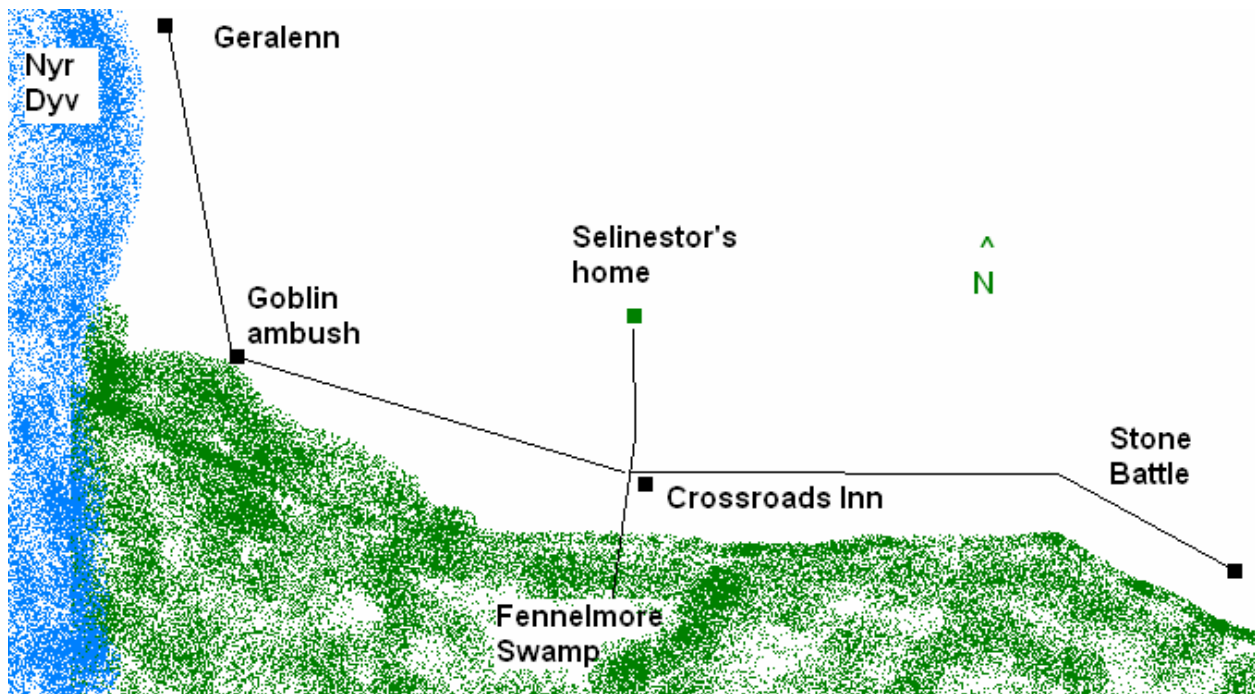 Geralenn
Nyr
Dyv
Selinestor's
home
^
N
Goblin
ambush
Stone
Battle
Crossroads Inn
Fennelmore
Swamp